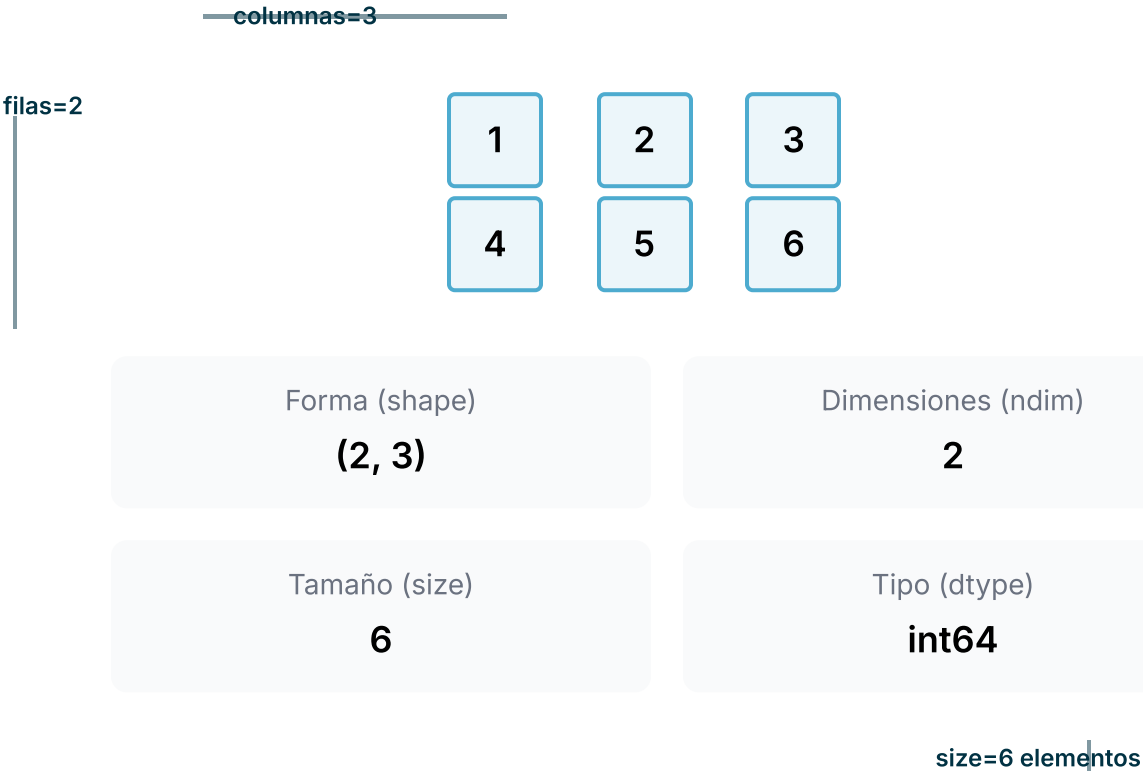 columnas=3
filas=2
1 2 3
4 5 6
Forma (shape)
(2, 3)
Dimensiones (ndim)
2
Tamaño (size)
6
Tipo (dtype)
int64
size=6 elementos